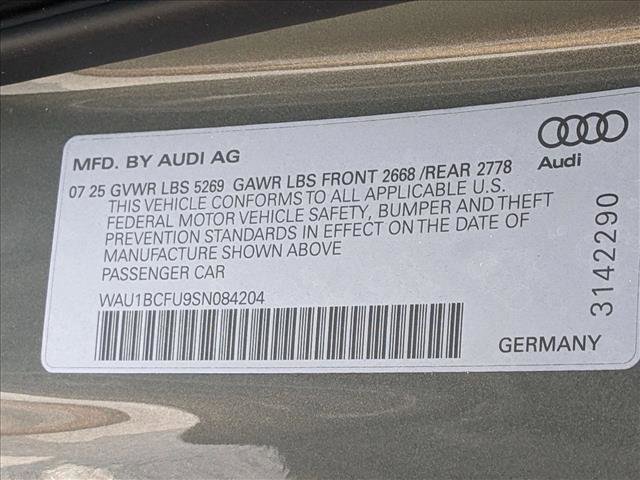 MFD. BY AUDI AG
Audi
07 25 GVWR LBS 5269 GAWR LBS FRONT 2668 /REAR 2778
THIS VEHICLE CONFORMS TO ALL APPLICABLE U.S.
FEDERAL MOTOR VEHICLE SAFETY, BUMPER AND THEFT
PREVENTION STANDARDS IN EFFECT ON THE DATE OF
MANUFACTURE SHOWN ABOVE
PASSENGER CAR
WAU1BCFU9SN084204
3142290
GERMANY